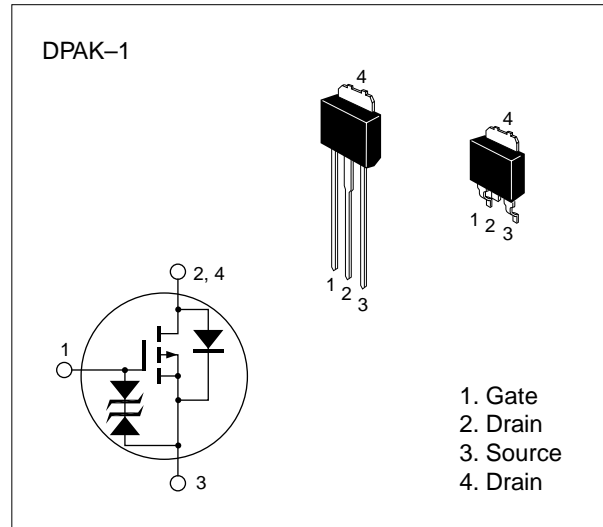 DPAK–1
4
4
1 2 3
1 2 3
2, 4
1
3
1. Gate
2. Drain
3. Source
4. Drain